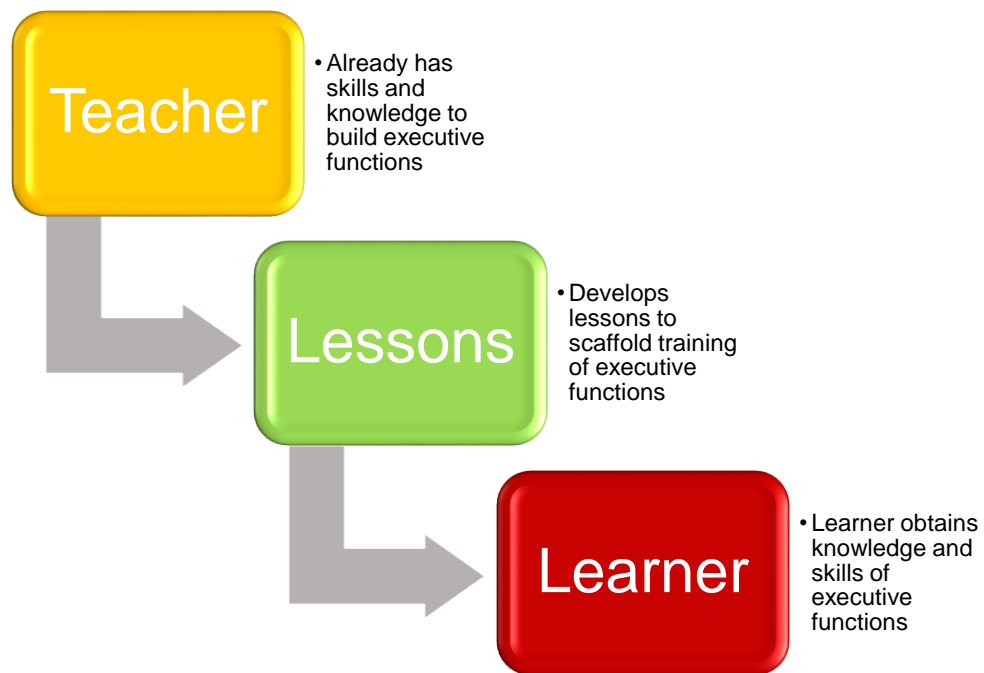 Teacher
• Already has
skills and
knowledge to
build executive
functions
Lessons
• Develops
lessons to
scaffold training
of executive
functions
Learner
• Learner obtains
knowledge and
skills of
executive
functions